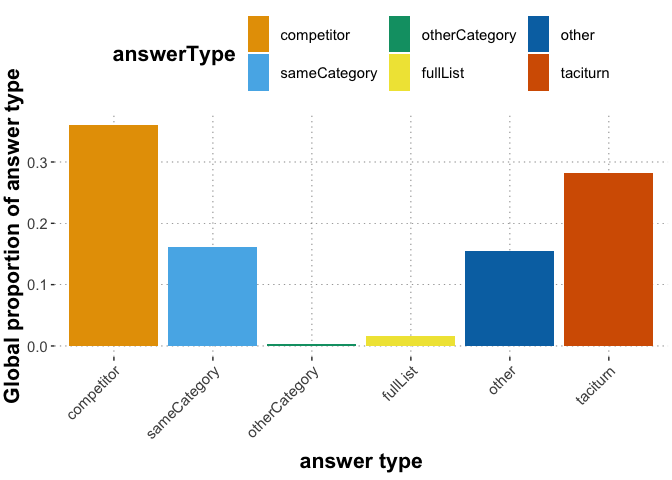 answerType
competitor
otherCategory
other
sameCategory
fullList
taciturn
Global proportion of answer type
0.3
0.2
0.1
0.0
competitor
sameCategory
otherCategory
fullList
other
taciturn
answer type